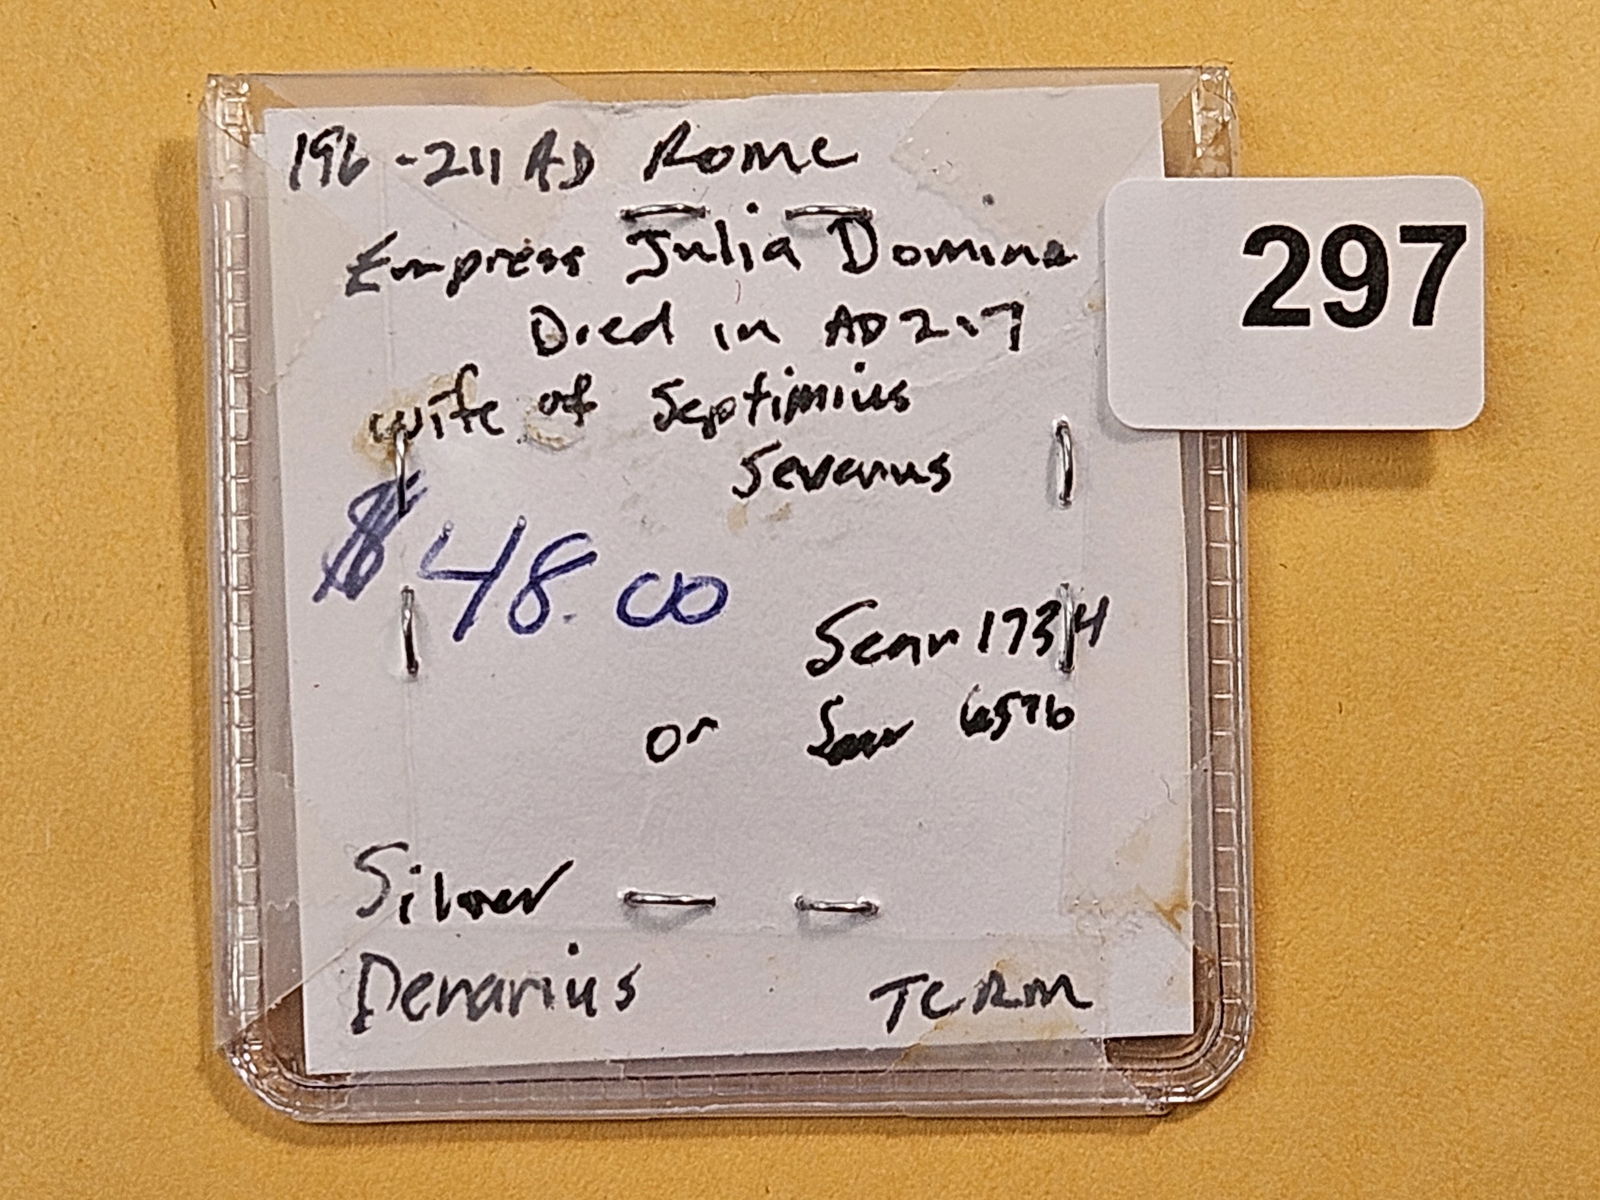 196-211 AD Rome
Empress Julia Domina
Died in AD 217
wife of Septimius
Severius
297
$48.00
Sear 1734
or Sear 6576
Silver
Denarius TCRM